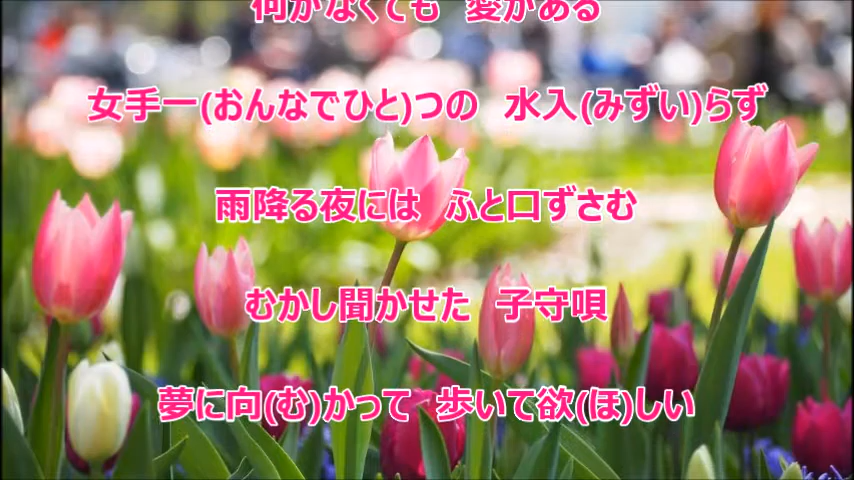 何がなくても　愛がある
女手一(おんなでひと)つの　水入(みずい)らず
雨降る夜には　ふと口ずさむ
むかし聞かせた　子守唄
夢に向(む)かって　歩いて欲(ほ)しい